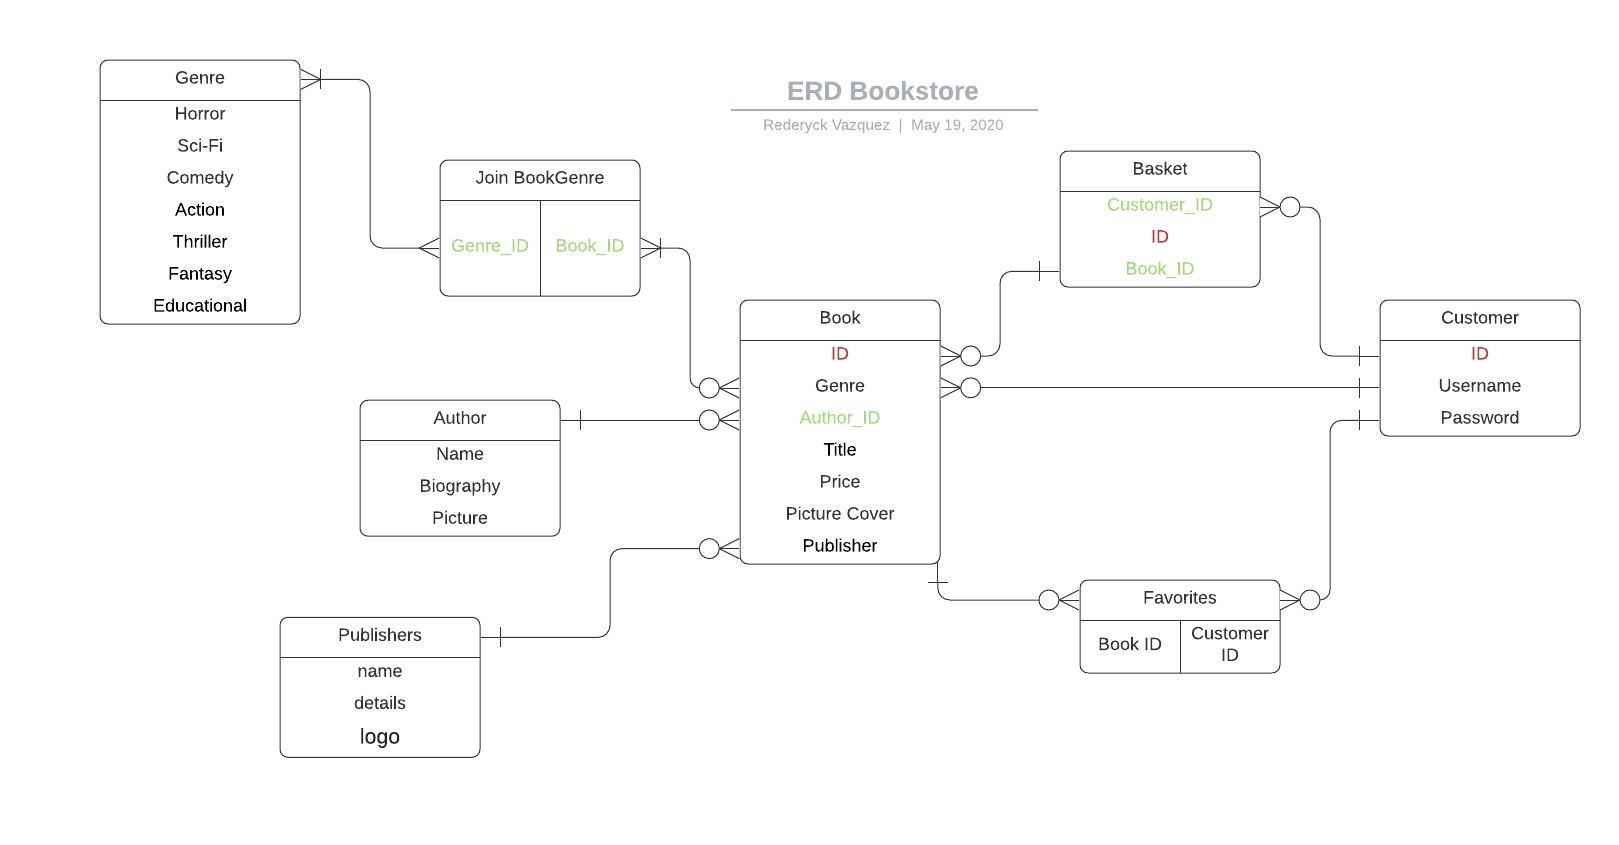 ERD Bookstore
Rederyck Vazquez | May 19, 2020
Genre
Horror
Sci-Fi
Comedy
Action
Thriller
Fantasy
Educational
Join BookGenre
Genre_ID
Book_ID
Basket
Customer_ID
ID
Book_ID
Book
ID
Genre
Author_ID
Title
Price
Picture Cover
Publisher
Customer
ID
Username
Password
Author
Name
Biography
Picture
Publishers
name
details
logo
Favorites
Book ID
Customer
ID